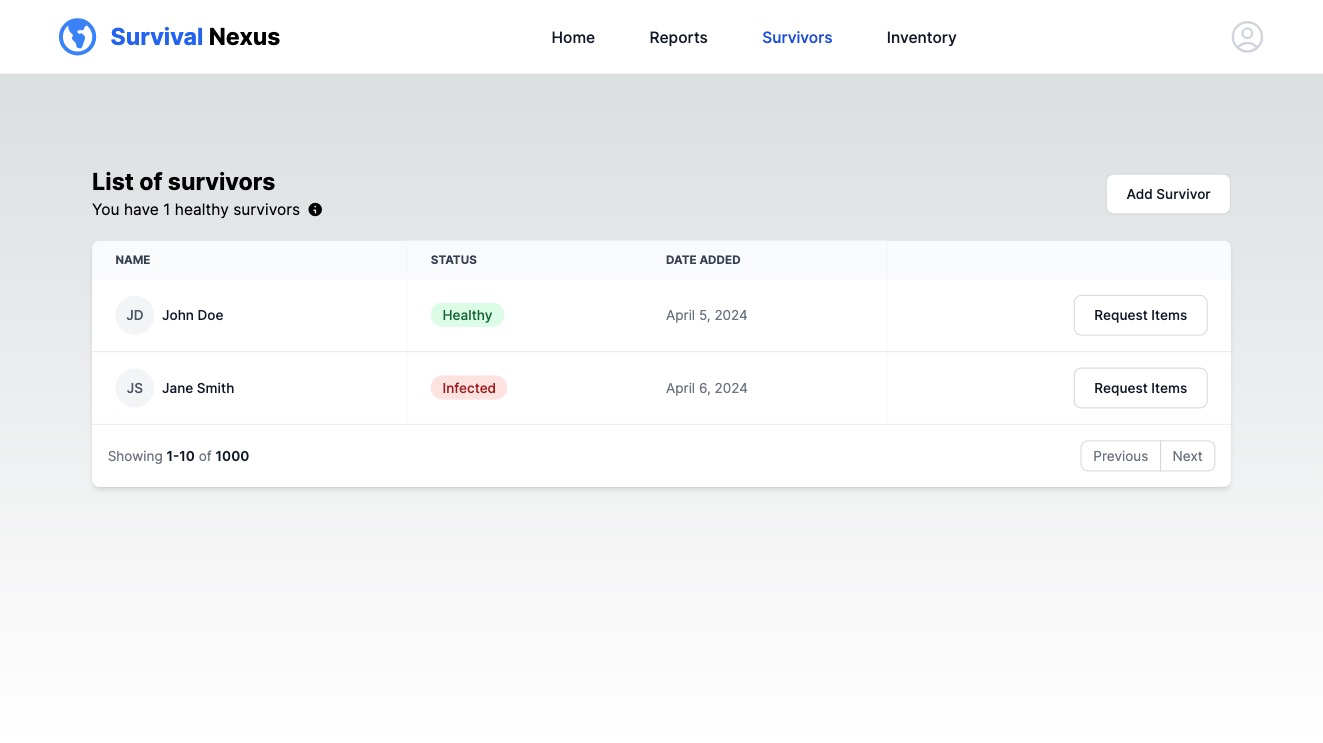 Survival Nexus
Home Reports Survivors Inventory
List of survivors
You have 1 healthy survivors
Add Survivor
NAME STATUS DATE ADDED
JD John Doe Healthy April 5, 2024 Request Items
JS Jane Smith Infected April 6, 2024 Request Items
Showing 1-10 of 1000 Previous Next